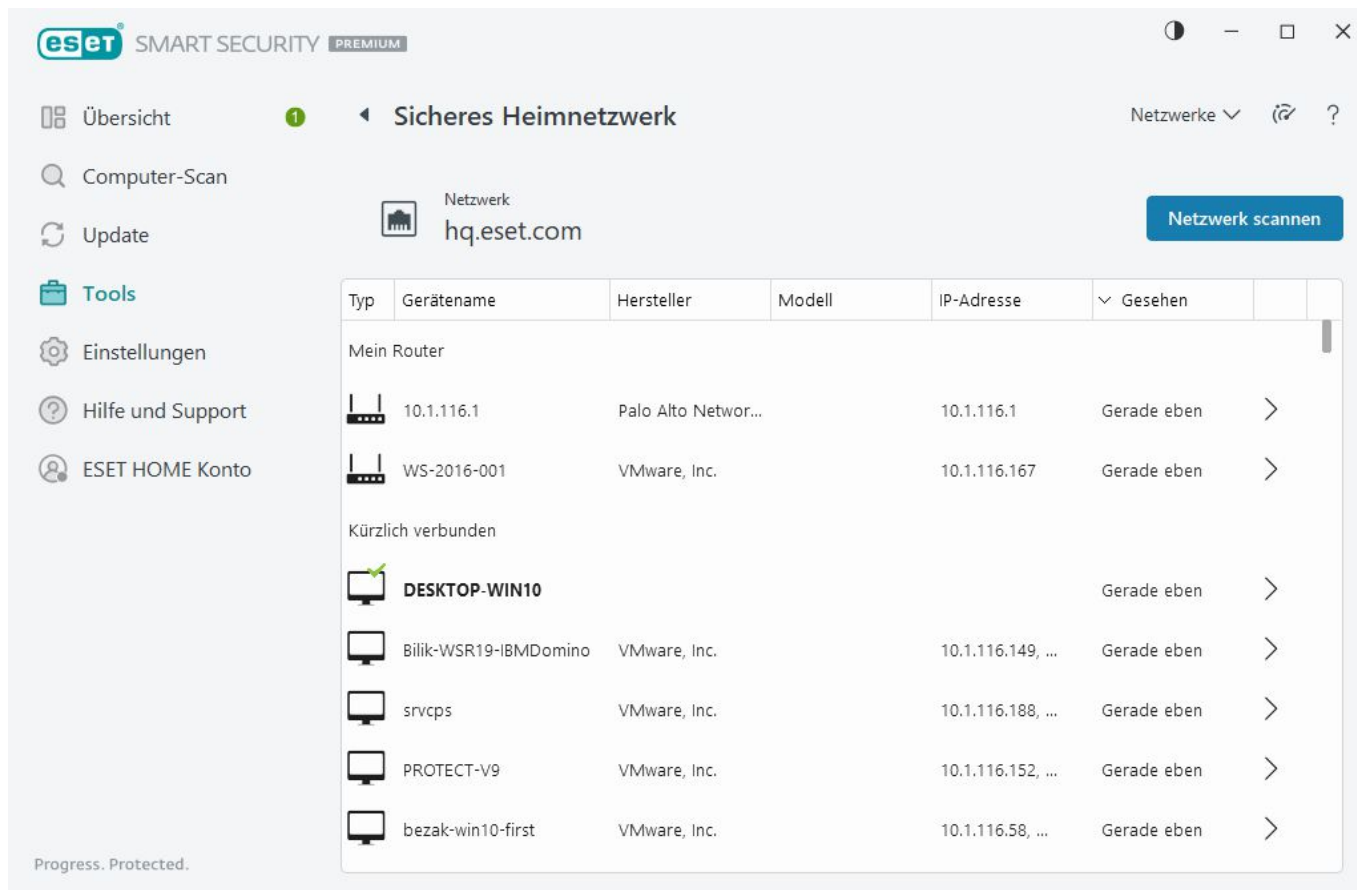 eset® SMART SECURITY PREMIUM
Übersicht 1
Computer-Scan
Update
Tools
Einstellungen
Hilfe und Support
ESET HOME Konto
Progress. Protected.
Sicheres Heimnetzwerk
Netzwerke ?
Netzwerk
hq.eset.com
Netzwerk scannen
Typ Gerätename Hersteller Modell IP-Adresse Gesehen
Mein Router
10.1.116.1 Palo Alto Networ... 10.1.116.1 Gerade eben
WS-2016-001 VMware, Inc. 10.1.116.167 Gerade eben
Kürzlich verbunden
DESKTOP-WIN10 Gerade eben
Bilik-WSR19-IBMDomino VMware, Inc. 10.1.116.149, ... Gerade eben
srvcps VMware, Inc. 10.1.116.188, ... Gerade eben
PROTECT-V9 VMware, Inc. 10.1.116.152, ... Gerade eben
bezak-win10-first VMware, Inc. 10.1.116.58, ... Gerade eben